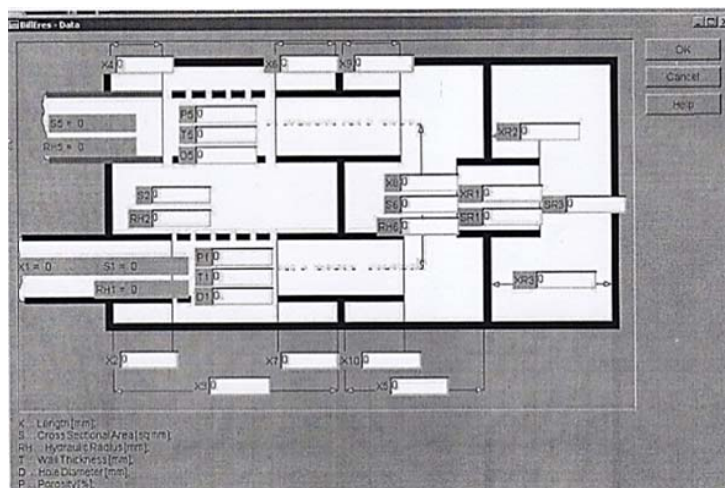 BillEres - Data
OK
Cancel
Help
X4 0
X6 0
X9 0
S5 = 0
RH5 = 0
P5 0
T5 0
D5 0
XR2 0
S2 0
RH2 0
X8 0
S6 0
RH6 0
XR1 0
SR1 0
SR3 0
X1 = 0
S1 = 0
RH1 = 0
P1 0
T1 0
D1 0
XR3 0
X2 0
X7 0
X10 0
X3 0
X5 0
X ... Length [mm];
S ... Cross Sectional Area [sq mm];
RH ... Hydraulic Radius [mm];
T ... Wall Thickness [mm];
D ... Hole Diameter [mm];
P ... Porosity [%];